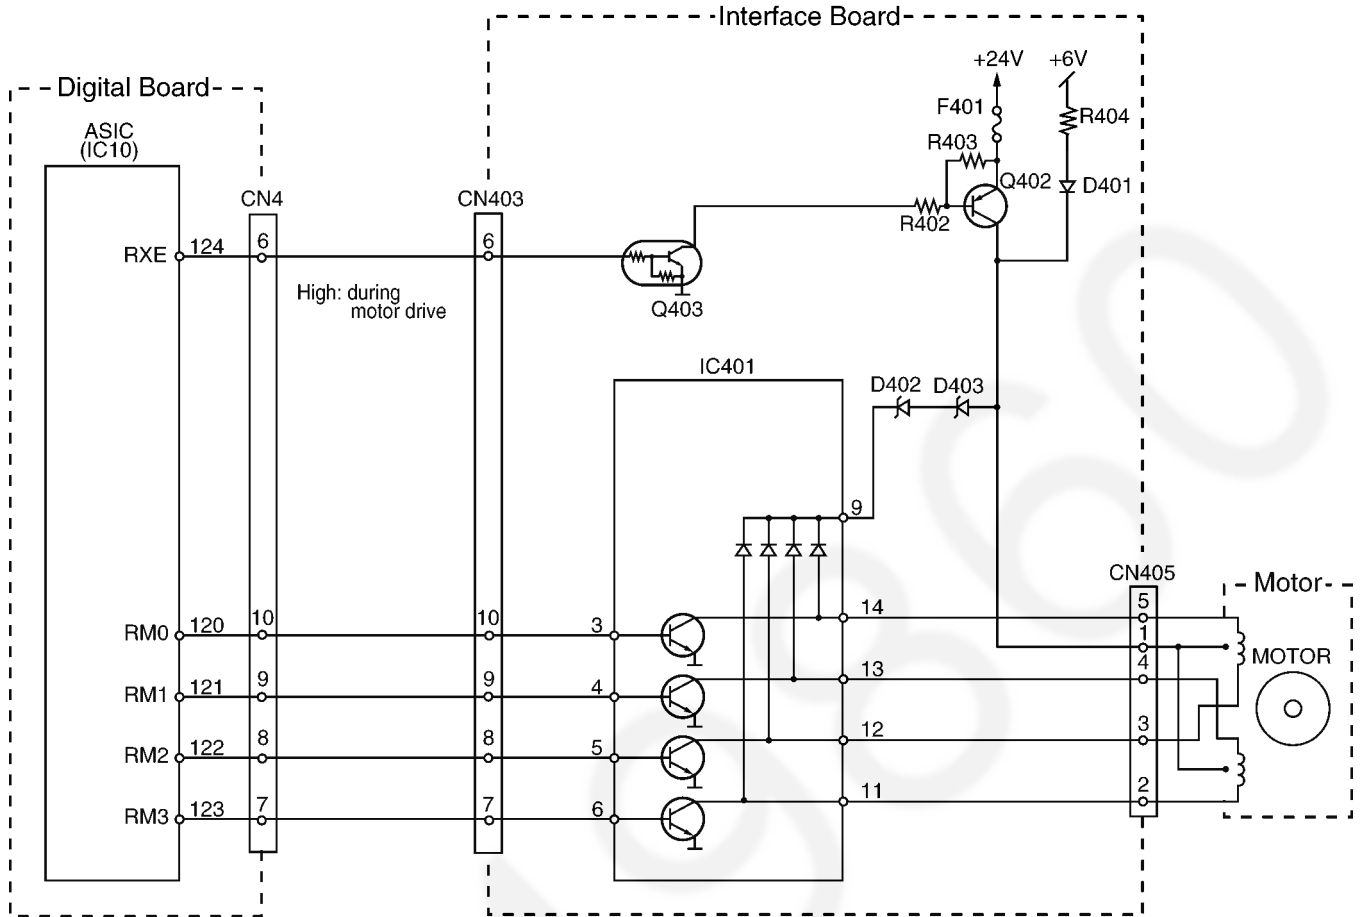 Interface Board
Digital Board
+24V
+6V
ASIC
(IC10)
F401
R404
R403
Q402
D401
CN4
CN403
R402
RXE
124
6
6
High: during
motor drive
Q403
IC401
D402
D403
9
CN405
Motor
5
14
RM0
120
10
10
3
1
MOTOR
4
13
RM1
121
9
9
4
3
12
RM2
122
8
8
5
2
11
RM3
123
7
7
6
9860